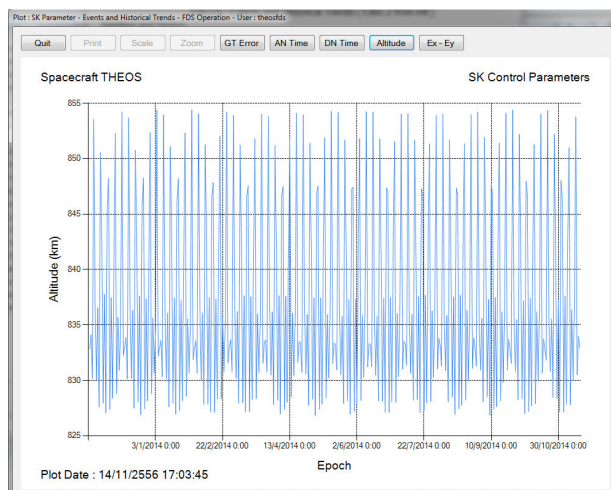 Plot : SK Parameter - Events and Historical Trends - FDS Operation - User : theosfds
Quit Print Scale Zoom GT Error AN Time DN Time Altitude Ex - Ey
Spacecraft THEOS SK Control Parameters
855
850
845
840
835
830
825
Altitude (km)
3/1/2014 0:00 22/2/2014 0:00 13/4/2014 0:00 2/6/2014 0:00 22/7/2014 0:00 10/9/2014 0:00 30/10/2014 0:00
Epoch
Plot Date : 14/11/2556 17:03:45